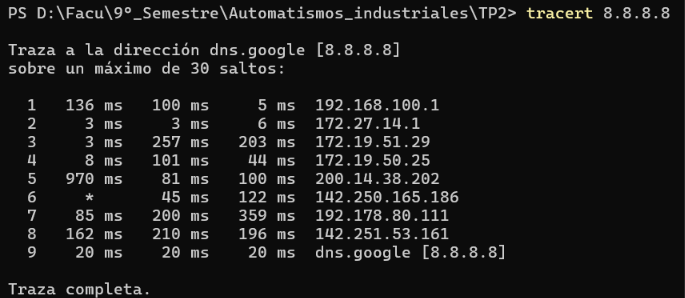 PS D:\Facu\9°_Semestre\Automatismos_industriales\TP2> tracert 8.8.8.8
Traza a la dirección dns.google [8.8.8.8]
sobre un máximo de 30 saltos:
1 136 ms 100 ms 5 ms 192.168.100.1
2 3 ms 3 ms 6 ms 172.27.14.1
3 3 ms 257 ms 203 ms 172.19.51.29
4 8 ms 101 ms 44 ms 172.19.50.25
5 970 ms 81 ms 100 ms 200.14.38.202
6 * 45 ms 122 ms 142.250.165.186
7 85 ms 200 ms 359 ms 192.178.80.111
8 162 ms 210 ms 196 ms 142.251.53.161
9 20 ms 20 ms 20 ms dns.google [8.8.8.8]
Traza completa.